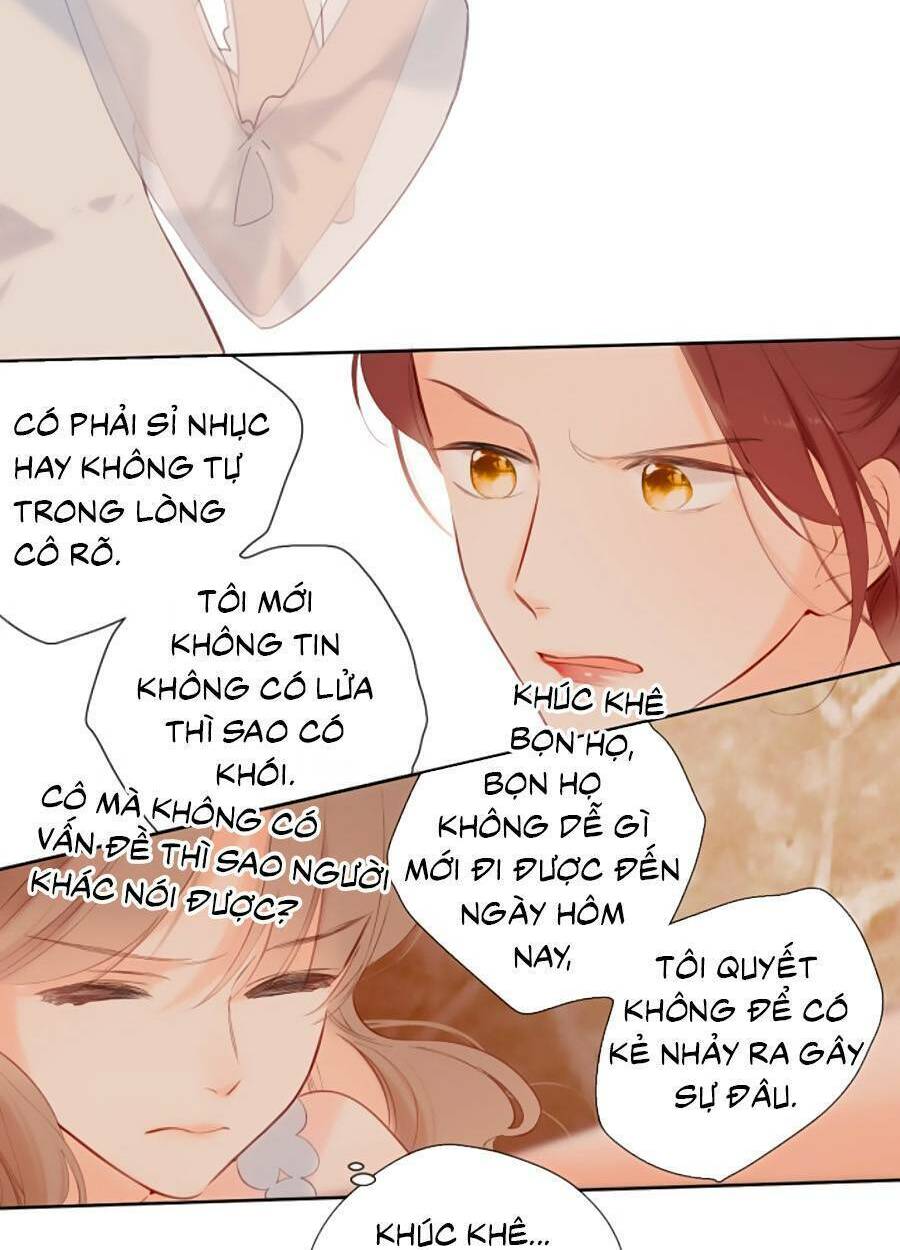 CÓ PHẢI SỈ NHỤC
HAY KHÔNG TỰ
TRONG LÒNG
CÔ RÕ.
TÔI MỚI
KHÔNG TIN
KHÔNG CÓ LỬA
THÌ SAO CÓ
KHÓI.
CÔ MÀ KHÔNG CÓ
VẤN ĐỀ THÌ SAO NGƯỜI
KHÁC NÓI ĐƯỢC?
KHÚC KHÊ
BỌN HỌ,
BỌN HỌ
KHÔNG DỄ GÌ
MỚI ĐI ĐƯỢC ĐẾN
NGÀY HÔM
NAY,
TÔI QUYẾT
KHÔNG ĐỂ CÓ
KẺ NHẢY RA GÂY
SỰ ĐÂU.
KHÚC KHÊ...